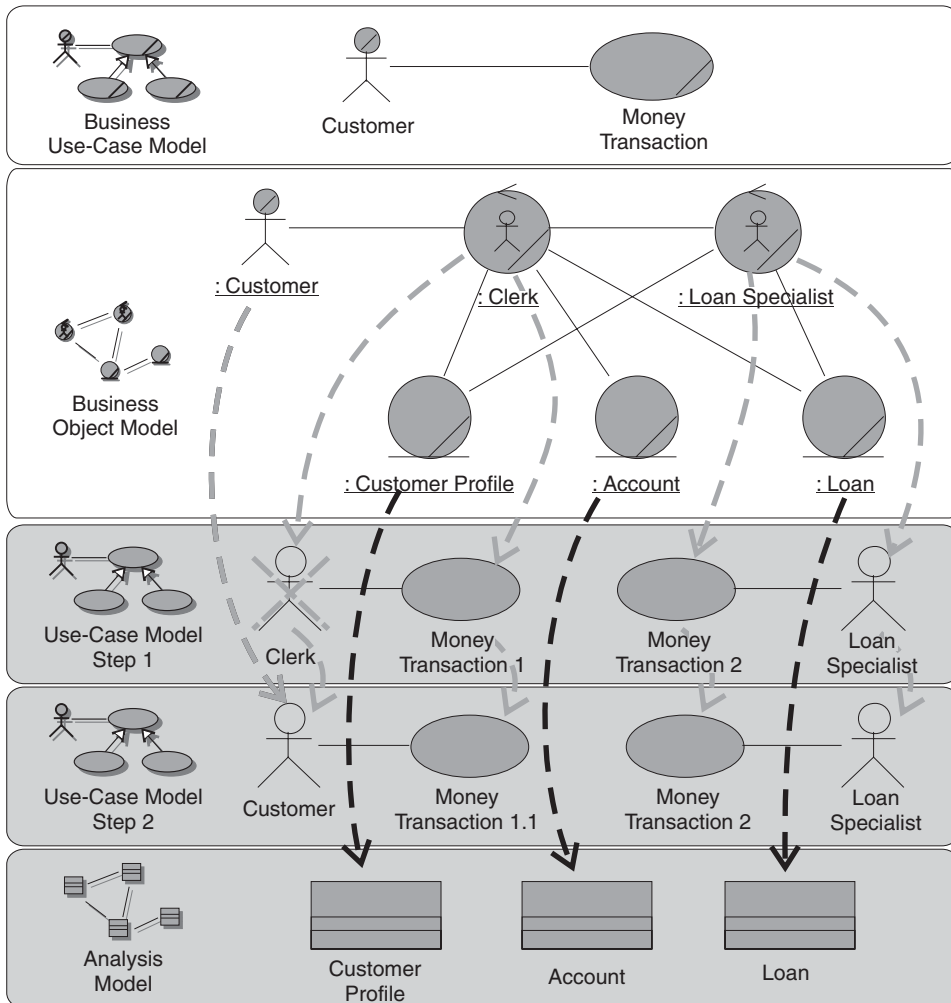 Business
Use-Case Model
Customer
Money
Transaction
: Customer
: Clerk
: Loan Specialist
Business
Object Model
: Customer Profile
: Account
: Loan
Use-Case Model
Step 1
Clerk
Money
Transaction 1
Money
Transaction 2
Loan
Specialist
Use-Case Model
Step 2
Customer
Money
Transaction 1.1
Money
Transaction 2
Loan
Specialist
Analysis
Model
Customer
Profile
Account
Loan